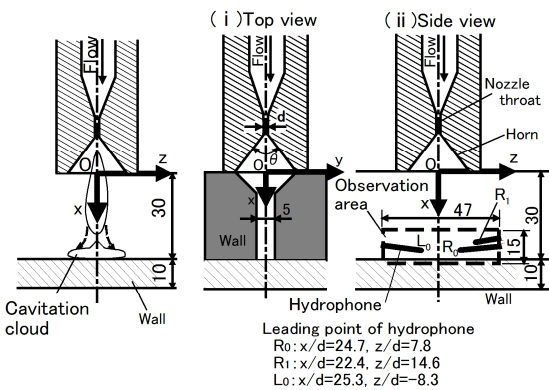 Flow
O
z
x
30
10
Cavitation
cloud
Wall
(i)Top view
Flow
d
O
θ
y
x
5
Wall
(ii)Side view
Flow
Nozzle
throat
Horn
O
z
Observation
area
x
47
R1
L0
R0
15
30
10
Hydrophone
Wall
Leading point of hydrophone
R0:x/d=24.7, z/d=7.8
R1:x/d=22.4, z/d=14.6
L0:x/d=25.3, z/d=-8.3